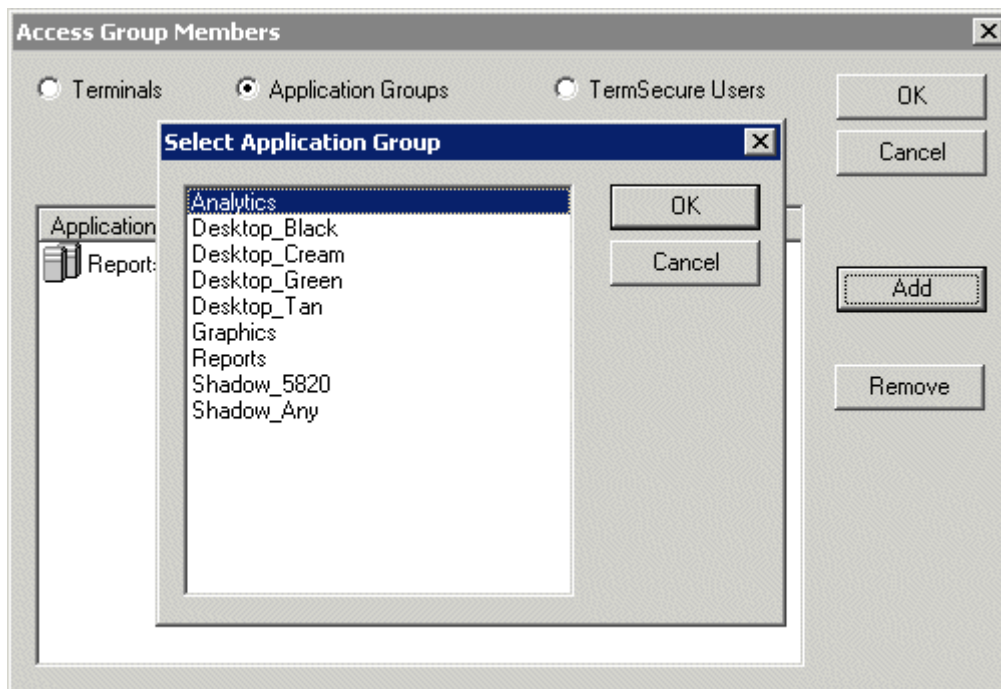 Access Group Members
Terminals
Application Groups
TermSecure Users
OK
Cancel
Select Application Group
Analytics
Desktop_Black
Desktop_Cream
Desktop_Green
Desktop_Tan
Graphics
Reports
Shadow_5820
Shadow_Any
OK
Cancel
Application
Report
Add
Remove